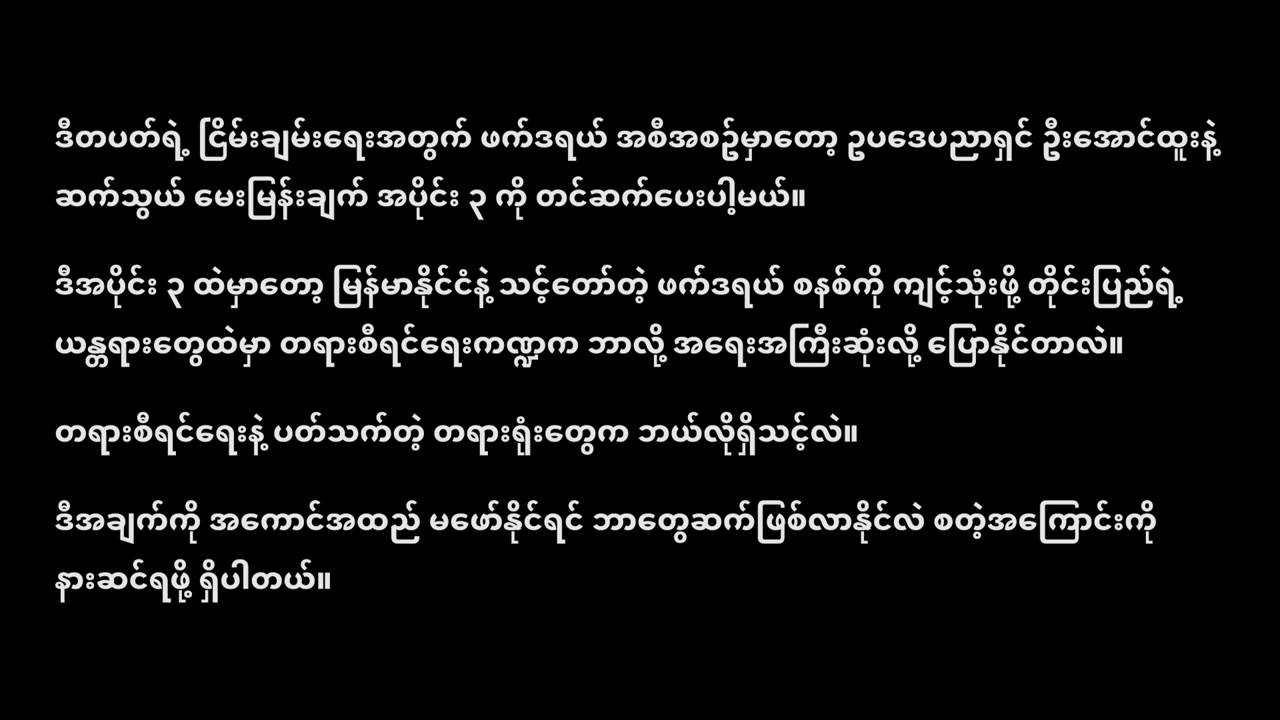 ဒီတပတ်ရဲ့ ငြိမ်းချမ်းရေးအတွက် ဖက်ဒရယ် အစီအစဥ်မှာတော့ ဥပဒေပညာရှင် ဦးအောင်ထူးနဲ့
ဆက်သွယ် မေးမြန်းချက် အပိုင်း ၃ ကို တင်ဆက်ပေးပါ့မယ်။
ဒီအပိုင်း ၃ ထဲမှာတော့ မြန်မာနိုင်ငံနဲ့ သင့်တော်တဲ့ ဖက်ဒရယ် စနစ်ကို ကျင့်သုံးဖို့ တိုင်းပြည်ရဲ့
ယန္တရားတွေထဲမှာ တရားစီရင်ရေးကဏ္ဍက ဘာလို့ အရေးအကြီးဆုံးလို့ ပြောနိုင်တာလဲ။
တရားစီရင်ရေးနဲ့ ပတ်သက်တဲ့ တရားရုံးတွေက ဘယ်လိုရှိသင့်လဲ။
ဒီအချက်ကို အကောင်အထည် မဖော်နိုင်ရင် ဘာတွေဆက်ဖြစ်လာနိုင်လဲ စတဲ့အကြောင်းကို
နားဆင်ရဖို့ ရှိပါတယ်။